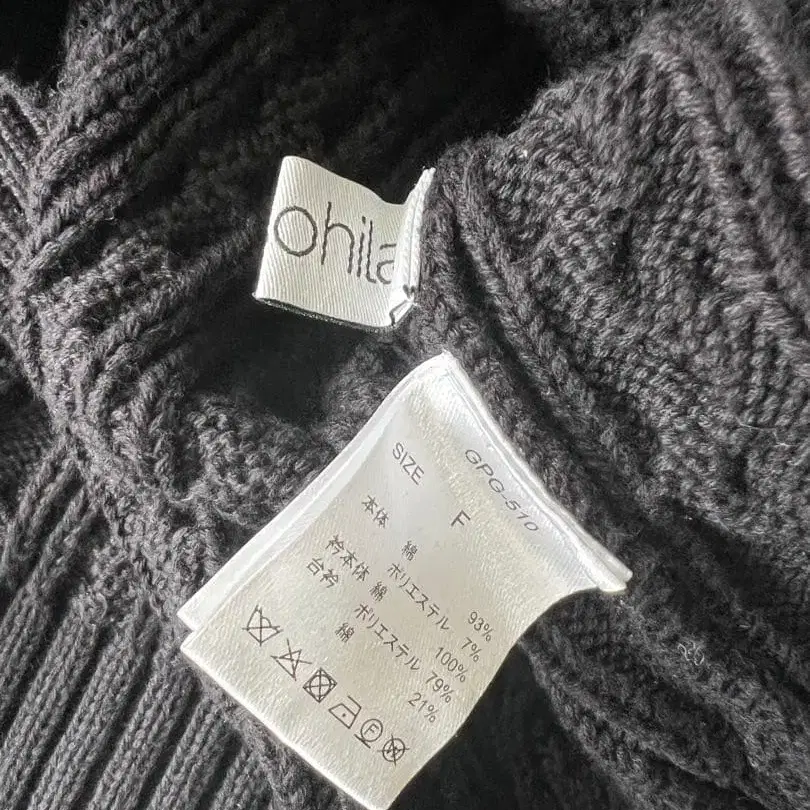 ohila
GPG-510
SIZE F
本体 綿 93%
ポリエステル 7%
衿本体 綿 100%
台衿 ポリエステル 79%
綿 21%